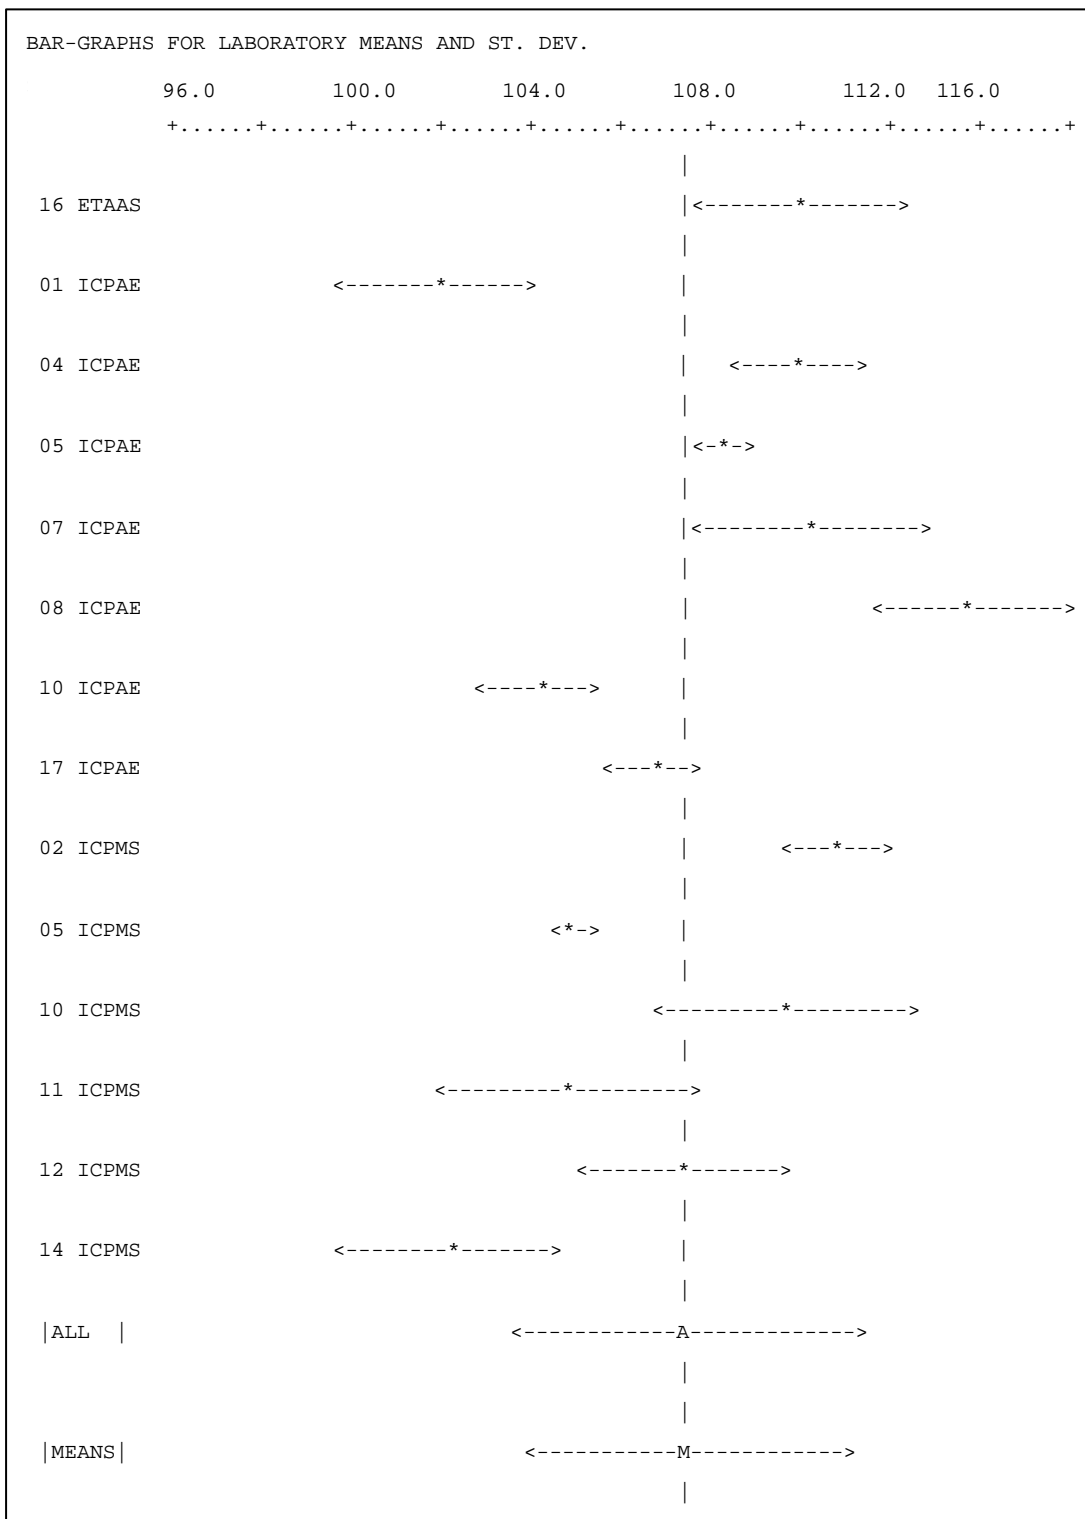 BAR-GRAPHS FOR LABORATORY MEANS AND ST. DEV.
96.0 100.0 104.0 108.0 112.0 116.0
+......+......+......+......+......+......+......+......+......+......+
|
16 ETAAS |<-------*------->
|
01 ICPAE <-------*------> |
|
04 ICPAE | <----*---->
|
05 ICPAE |<-*->
|
07 ICPAE |<--------*-------->
|
08 ICPAE | <------*------->
|
10 ICPAE <----*---> |
|
17 ICPAE <---*-->
|
02 ICPMS | <---*--->
|
05 ICPMS <*-> |
|
10 ICPMS <---------*--------->
|
11 ICPMS <---------*--------->
|
12 ICPMS <-------*------->
|
14 ICPMS <--------*-------> |
|
|ALL | <------------A------------->
|
|
|MEANS| <-----------M------------>
|